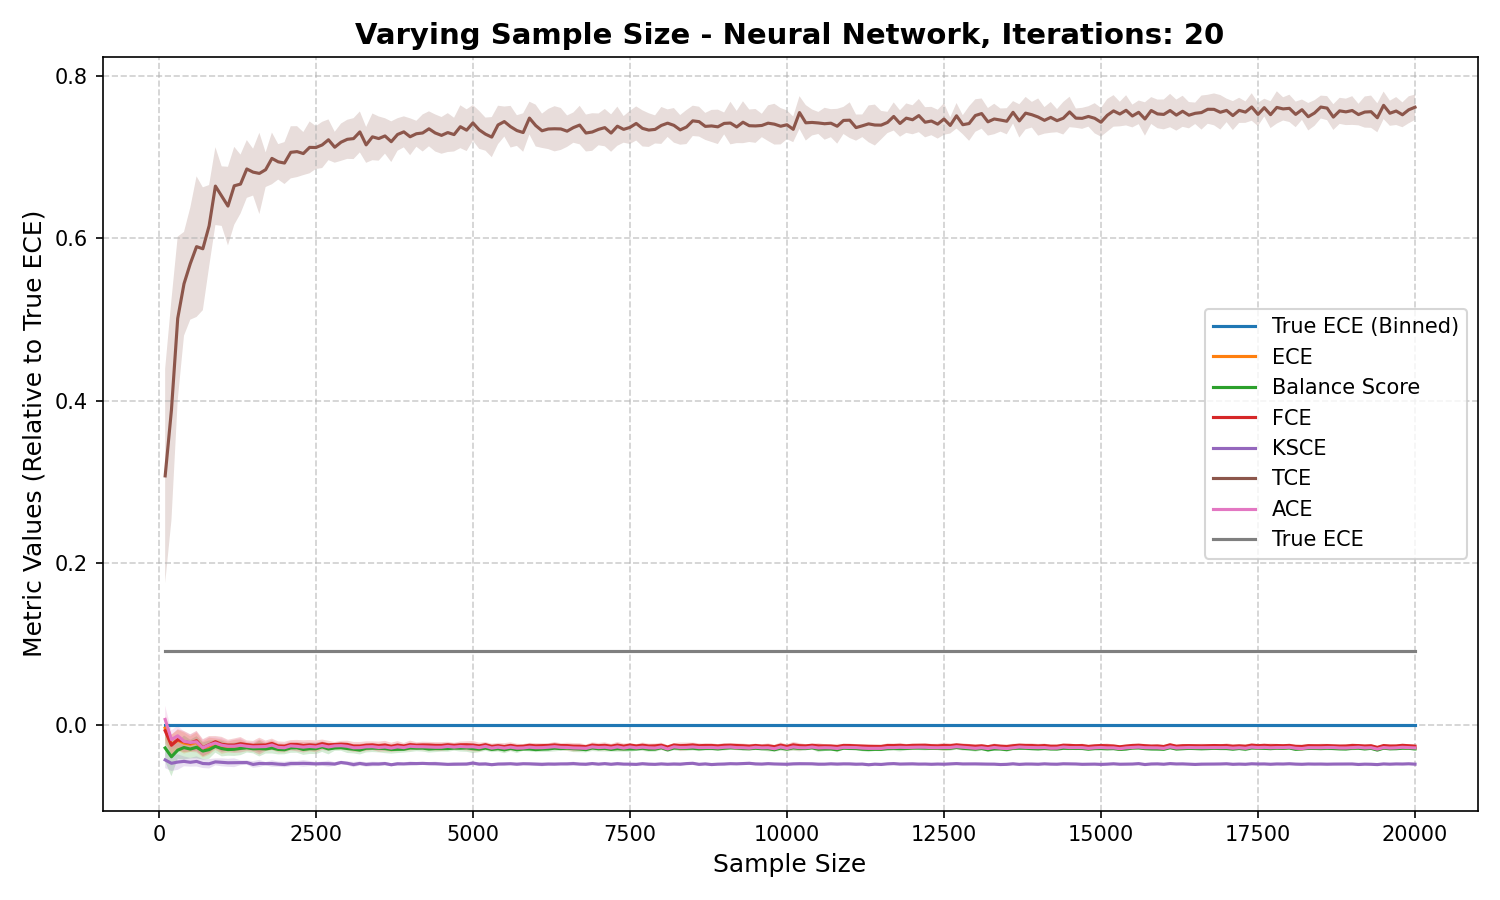 Varying Sample Size - Neural Network, Iterations: 20
Metric Values (Relative to True ECE)
0.8
0.6
0.4
0.2
0.0
True ECE (Binned)
ECE
Balance Score
FCE
KSCE
TCE
ACE
True ECE
0 2500 5000 7500 10000 12500 15000 17500 20000
Sample Size